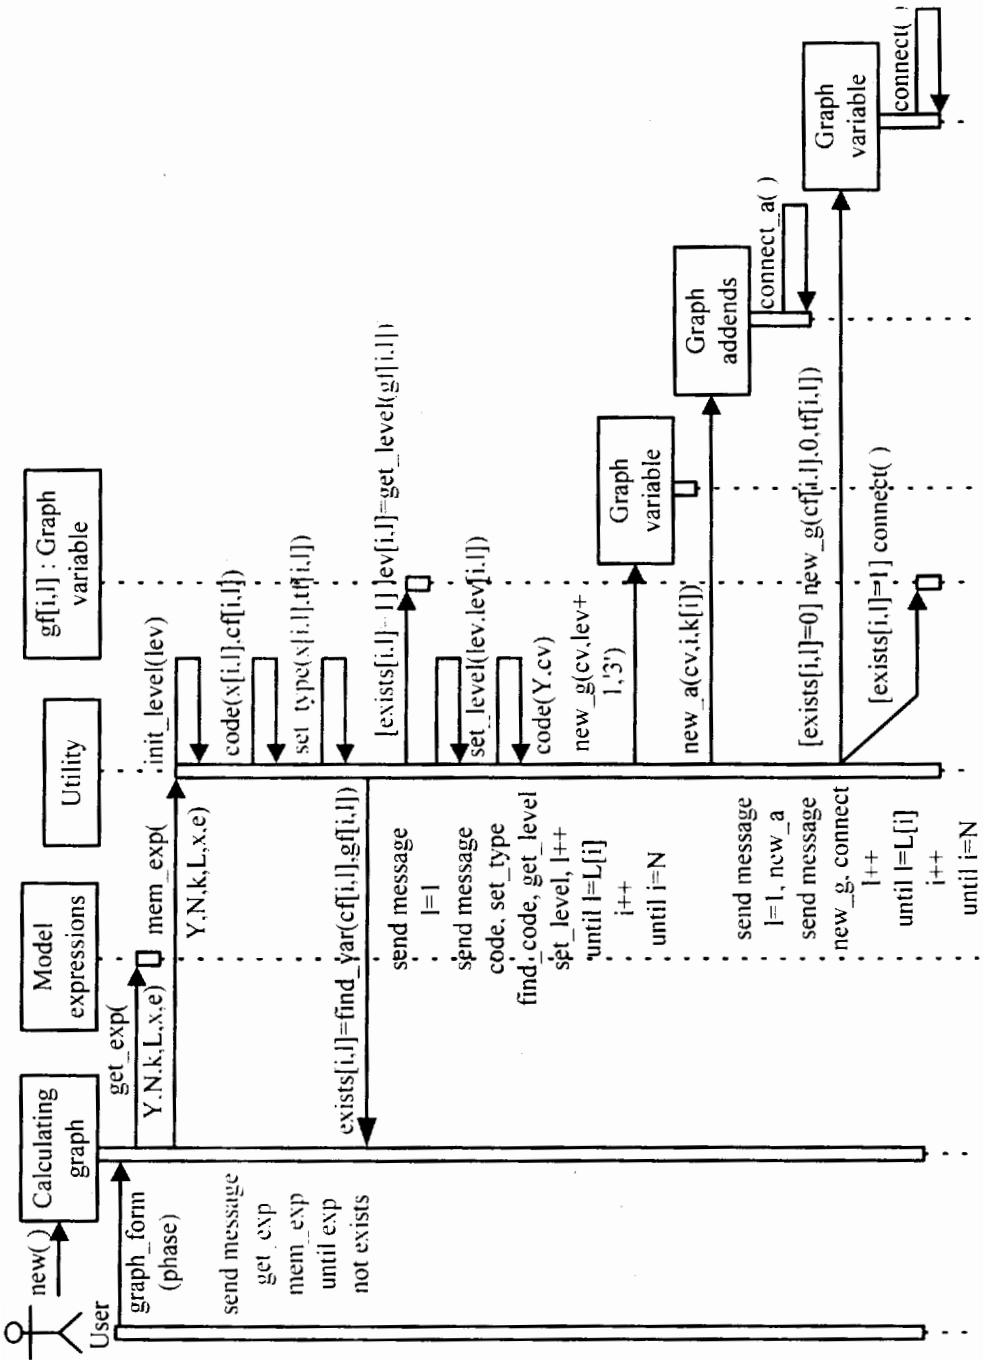 new( )
User
Calculating
graph
Model
expressions
Utility
gf[i,l] : Graph
variable
graph_form
(phase)
get_exp(
Y,N,k,L,x,e)
mem_exp(
Y,N,k,L,x,e)
init_level(lev)
send message
get_exp
mem_exp
until exp
not exists
code(x[i,l],cf[i,l])
set_type(x[i,l],tf[i,l])
exists[i,l]=find_var(cf[i,l],gf[i,l])
[exists[i,l]=1] lev[i,l]=get_level(gf[i,l])
set_level(lev,lev[i,l])
code(Y,cv)
send message
l=1
send message
code, set_type
find_code, get_level
set_level, l++
until l=L[i]
i++
until i=N
new_g(cv,lev+
1,'3')
Graph
variable
new_a(cv,i,k[i])
Graph
addends
connect_a( )
send message
l=1, new_a
send message
new_g, connect
l++
until l=L[i]
i++
until i=N
[exists[i,l]=0] new_g(cf[i,l],0,tf[i,l])
[exists[i,l]=1] connect( )
Graph
variable
connect( )